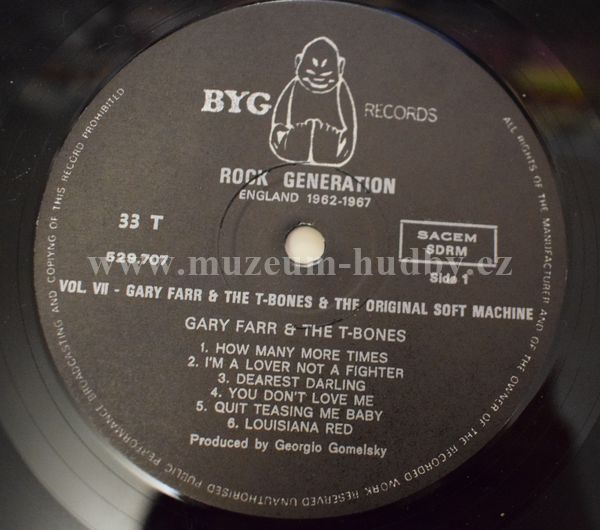 BYG RECORDS
ROCK GENERATION
ENGLAND 1962-1967
33 T
529.707
SACEM
SDRM
Side 1
www.muzeum-hudby.cz
VOL. VII - GARY FARR & THE T-BONES & THE ORIGINAL SOFT MACHINE
GARY FARR & THE T-BONES
1. HOW MANY MORE TIMES
2. I'M A LOVER NOT A FIGHTER
3. DEAREST DARLING
4. YOU DON'T LOVE ME
5. QUIT TEASING ME BABY
6. LOUISIANA RED
Produced by Georgio Gomelsky
ALL RIGHTS OF THE MANUFACTURER AND OF THE OWNER OF THE RECORDED WORK RESERVED UNAUTHORISED PUBLIC PERFORMANCE BROADCASTING AND COPIYNG OF THIS RECORD PROHIBITED